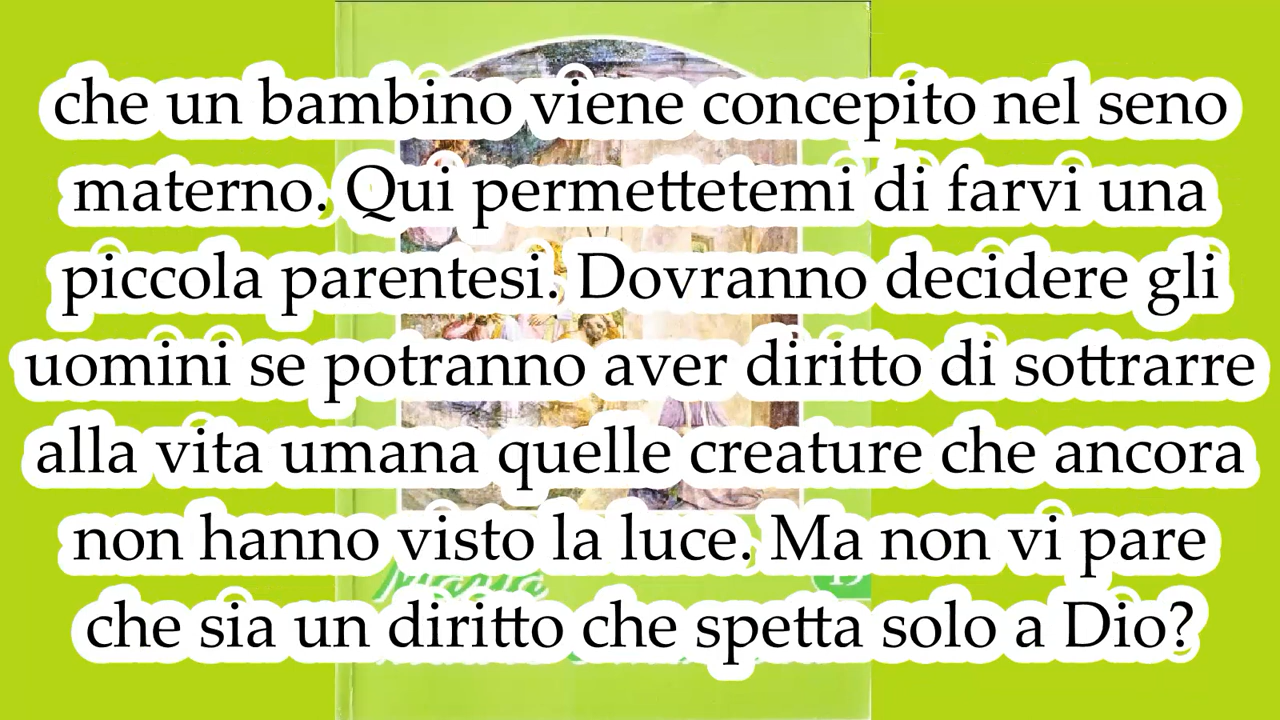 che un bambino viene concepito nel seno
materno. Qui permettetemi di farvi una
piccola parentesi. Dovranno decidere gli
uomini se potranno aver diritto di sottrarre
alla vita umana quelle creature che ancora
non hanno visto la luce. Ma non vi pare
che sia un diritto che spetta solo a Dio?